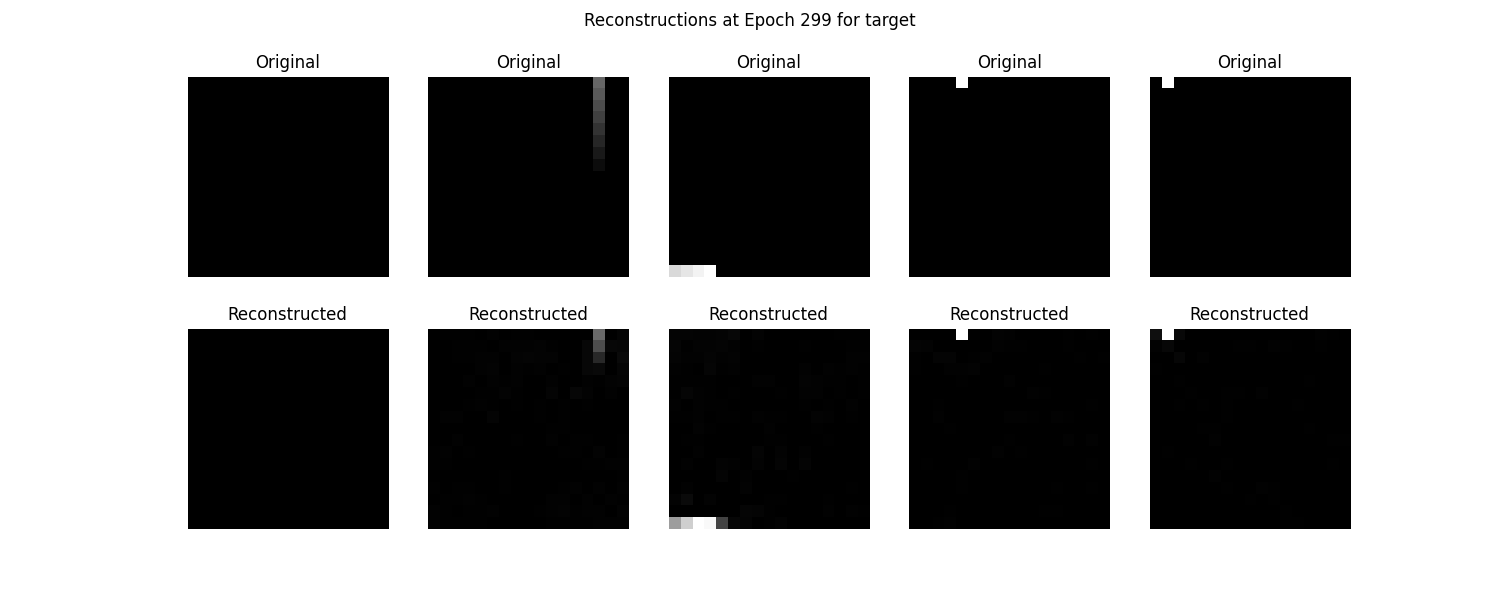 Reconstructions at Epoch 299 for target
Original Original Original Original Original
Reconstructed Reconstructed Reconstructed Reconstructed Reconstructed